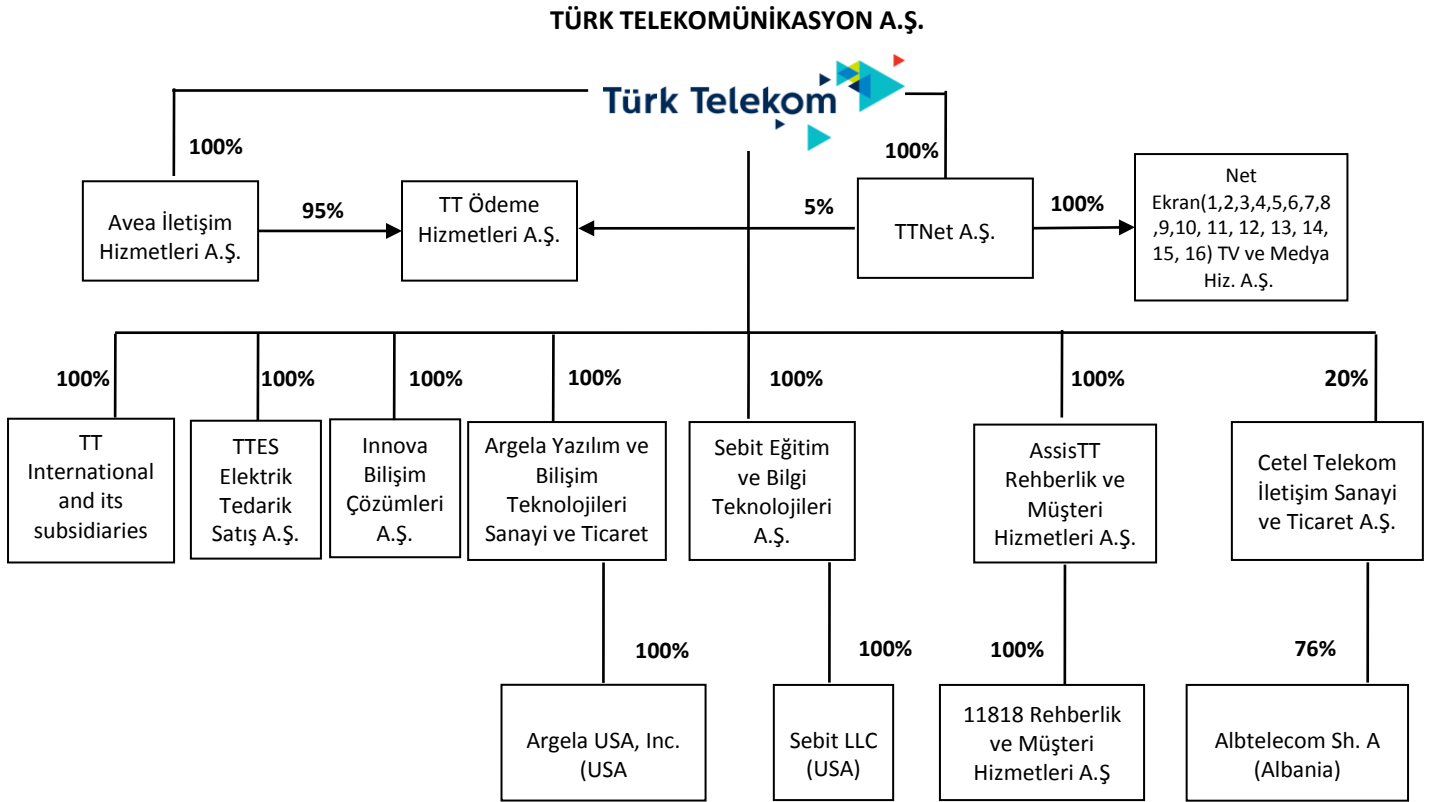 TÜRK TELEKOMÜNİKASYON A.Ş.
Türk Telekom
100%
100%
Avea İletişim
Hizmetleri A.Ş.
95%
TT Ödeme
Hizmetleri A.Ş.
5%
TTNet A.Ş.
100%
Net
Ekran(1,2,3,4,5,6,7,8
,9,10, 11, 12, 13, 14,
15, 16) TV ve Medya
Hiz. A.Ş.
100%
100%
100%
100%
100%
100%
20%
TT
International
and its
subsidiaries
TTES
Elektrik
Tedarik
Satış A.Ş.
Innova
Bilişim
Çözümleri
A.Ş.
Argela Yazılım ve
Bilişim
Teknolojileri
Sanayi ve Ticaret
Sebit Eğitim
ve Bilgi
Teknolojileri
A.Ş.
AssisTT
Rehberlik ve
Müşteri
Hizmetleri A.Ş.
Cetel Telekom
İletişim Sanayi
ve Ticaret A.Ş.
100%
100%
100%
76%
Argela USA, Inc.
(USA
Sebit LLC
(USA)
11818 Rehberlik
ve Müşteri
Hizmetleri A.Ş
Albtelecom Sh. A
(Albania)